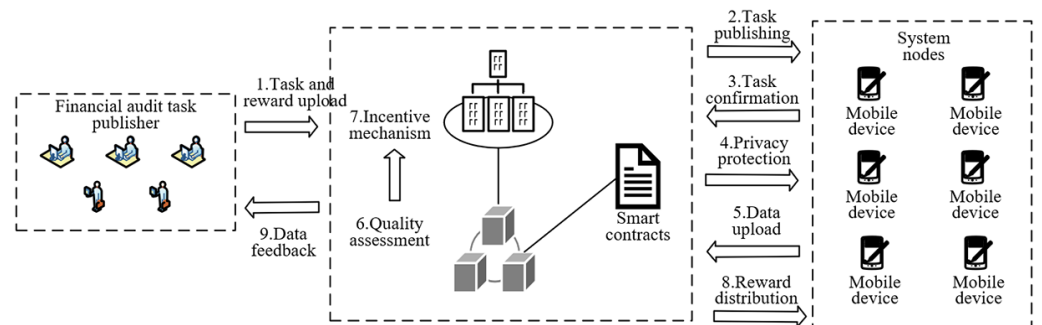 Financial audit task
publisher
1.Task and
reward upload
9.Data
feedback
7.Incentive
mechanism
6.Quality
assessment
Smart
contracts
2.Task
publishing
3.Task
confirmation
4.Privacy
protection
5.Data
upload
8.Reward
distribution
System
nodes
Mobile
device
Mobile
device
Mobile
device
Mobile
device
Mobile
device
Mobile
device